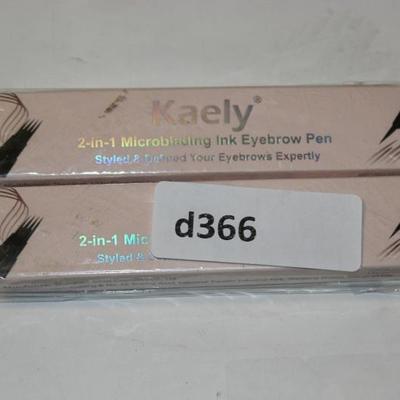 Kaely®
2-in-1 Microblading Ink Eyebrow Pen
Styled & Defined Your Eyebrows Expertly
d366
2-in-1 Mic
Styled &